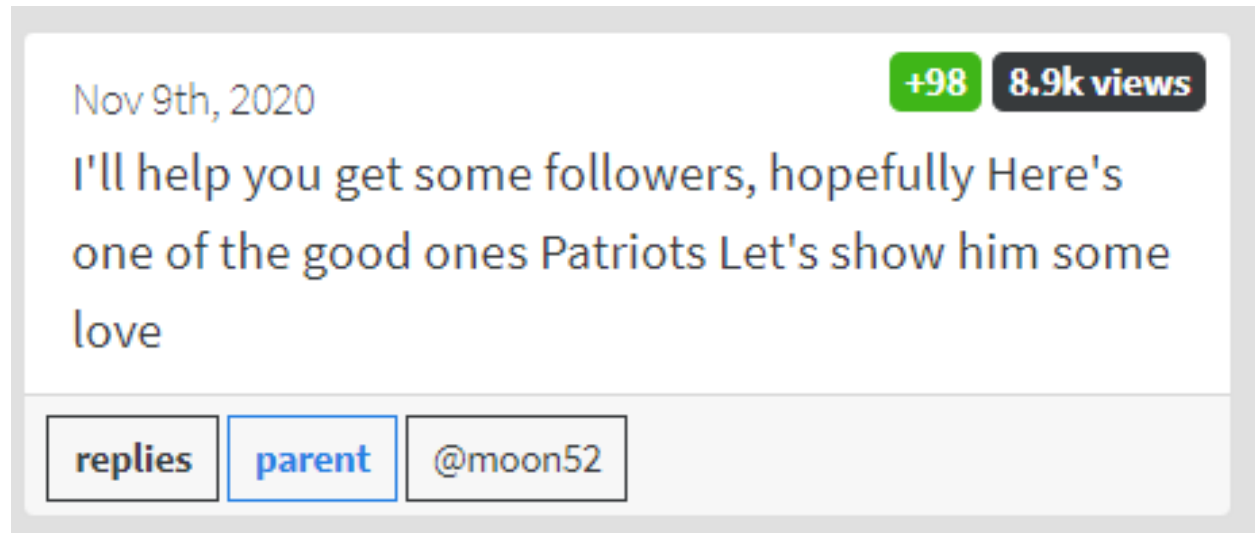 Nov 9th, 2020
+98
8.9k views
I'll help you get some followers, hopefully Here's
one of the good ones Patriots Let's show him some
love
replies
parent
@moon52